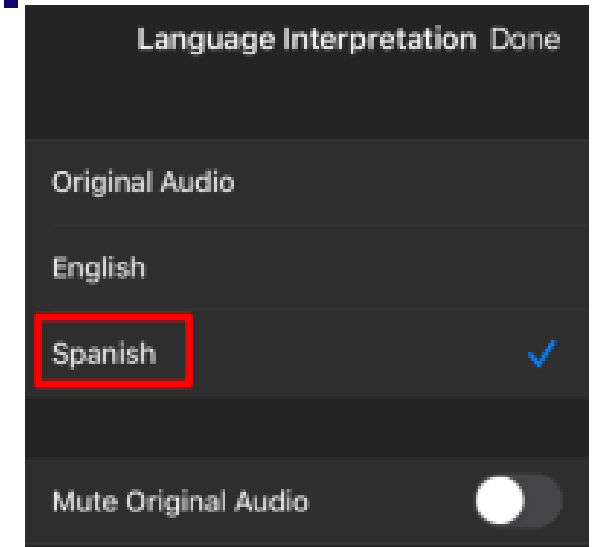 Language Interpretation Done
Original Audio
English
Spanish
Mute Original Audio